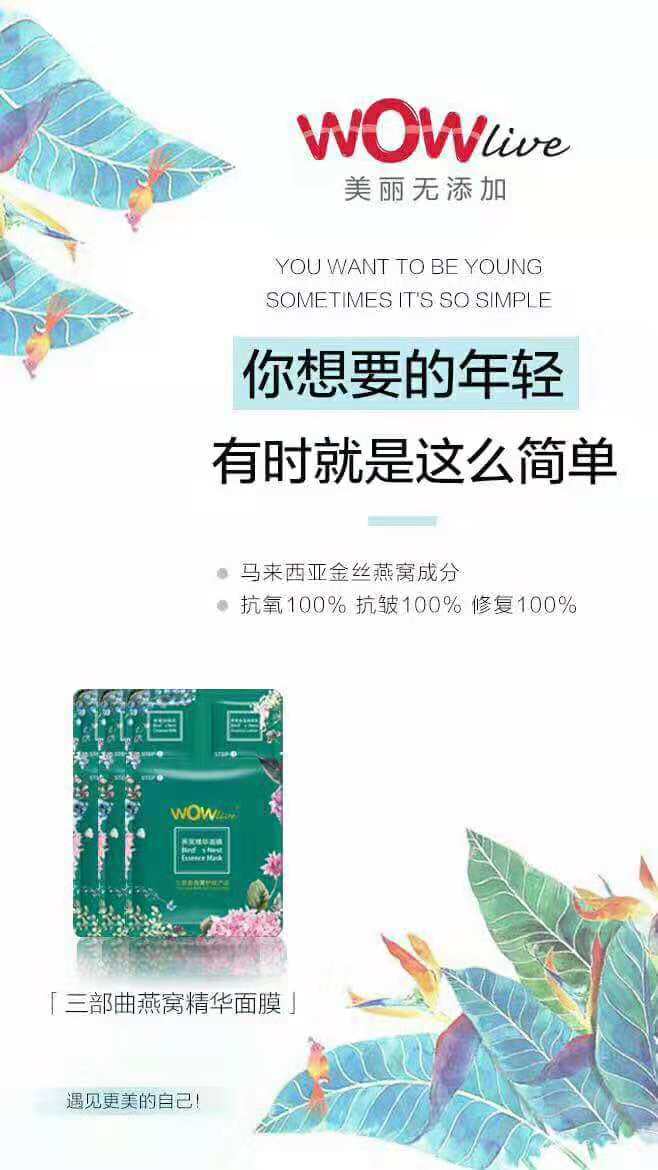 WOWlive
美丽无添加
YOU WANT TO BE YOUNG
SOMETIMES IT'S SO SIMPLE
你想要的年轻
有时就是这么简单
马来西亚金丝燕窝成分
抗氧100% 抗皱100% 修复100%
STEP
STEP
WOWlive
燕窝精华面膜
Bird's Nest
Essence Mask
「三部曲燕窝精华面膜」
遇见更美的自己!